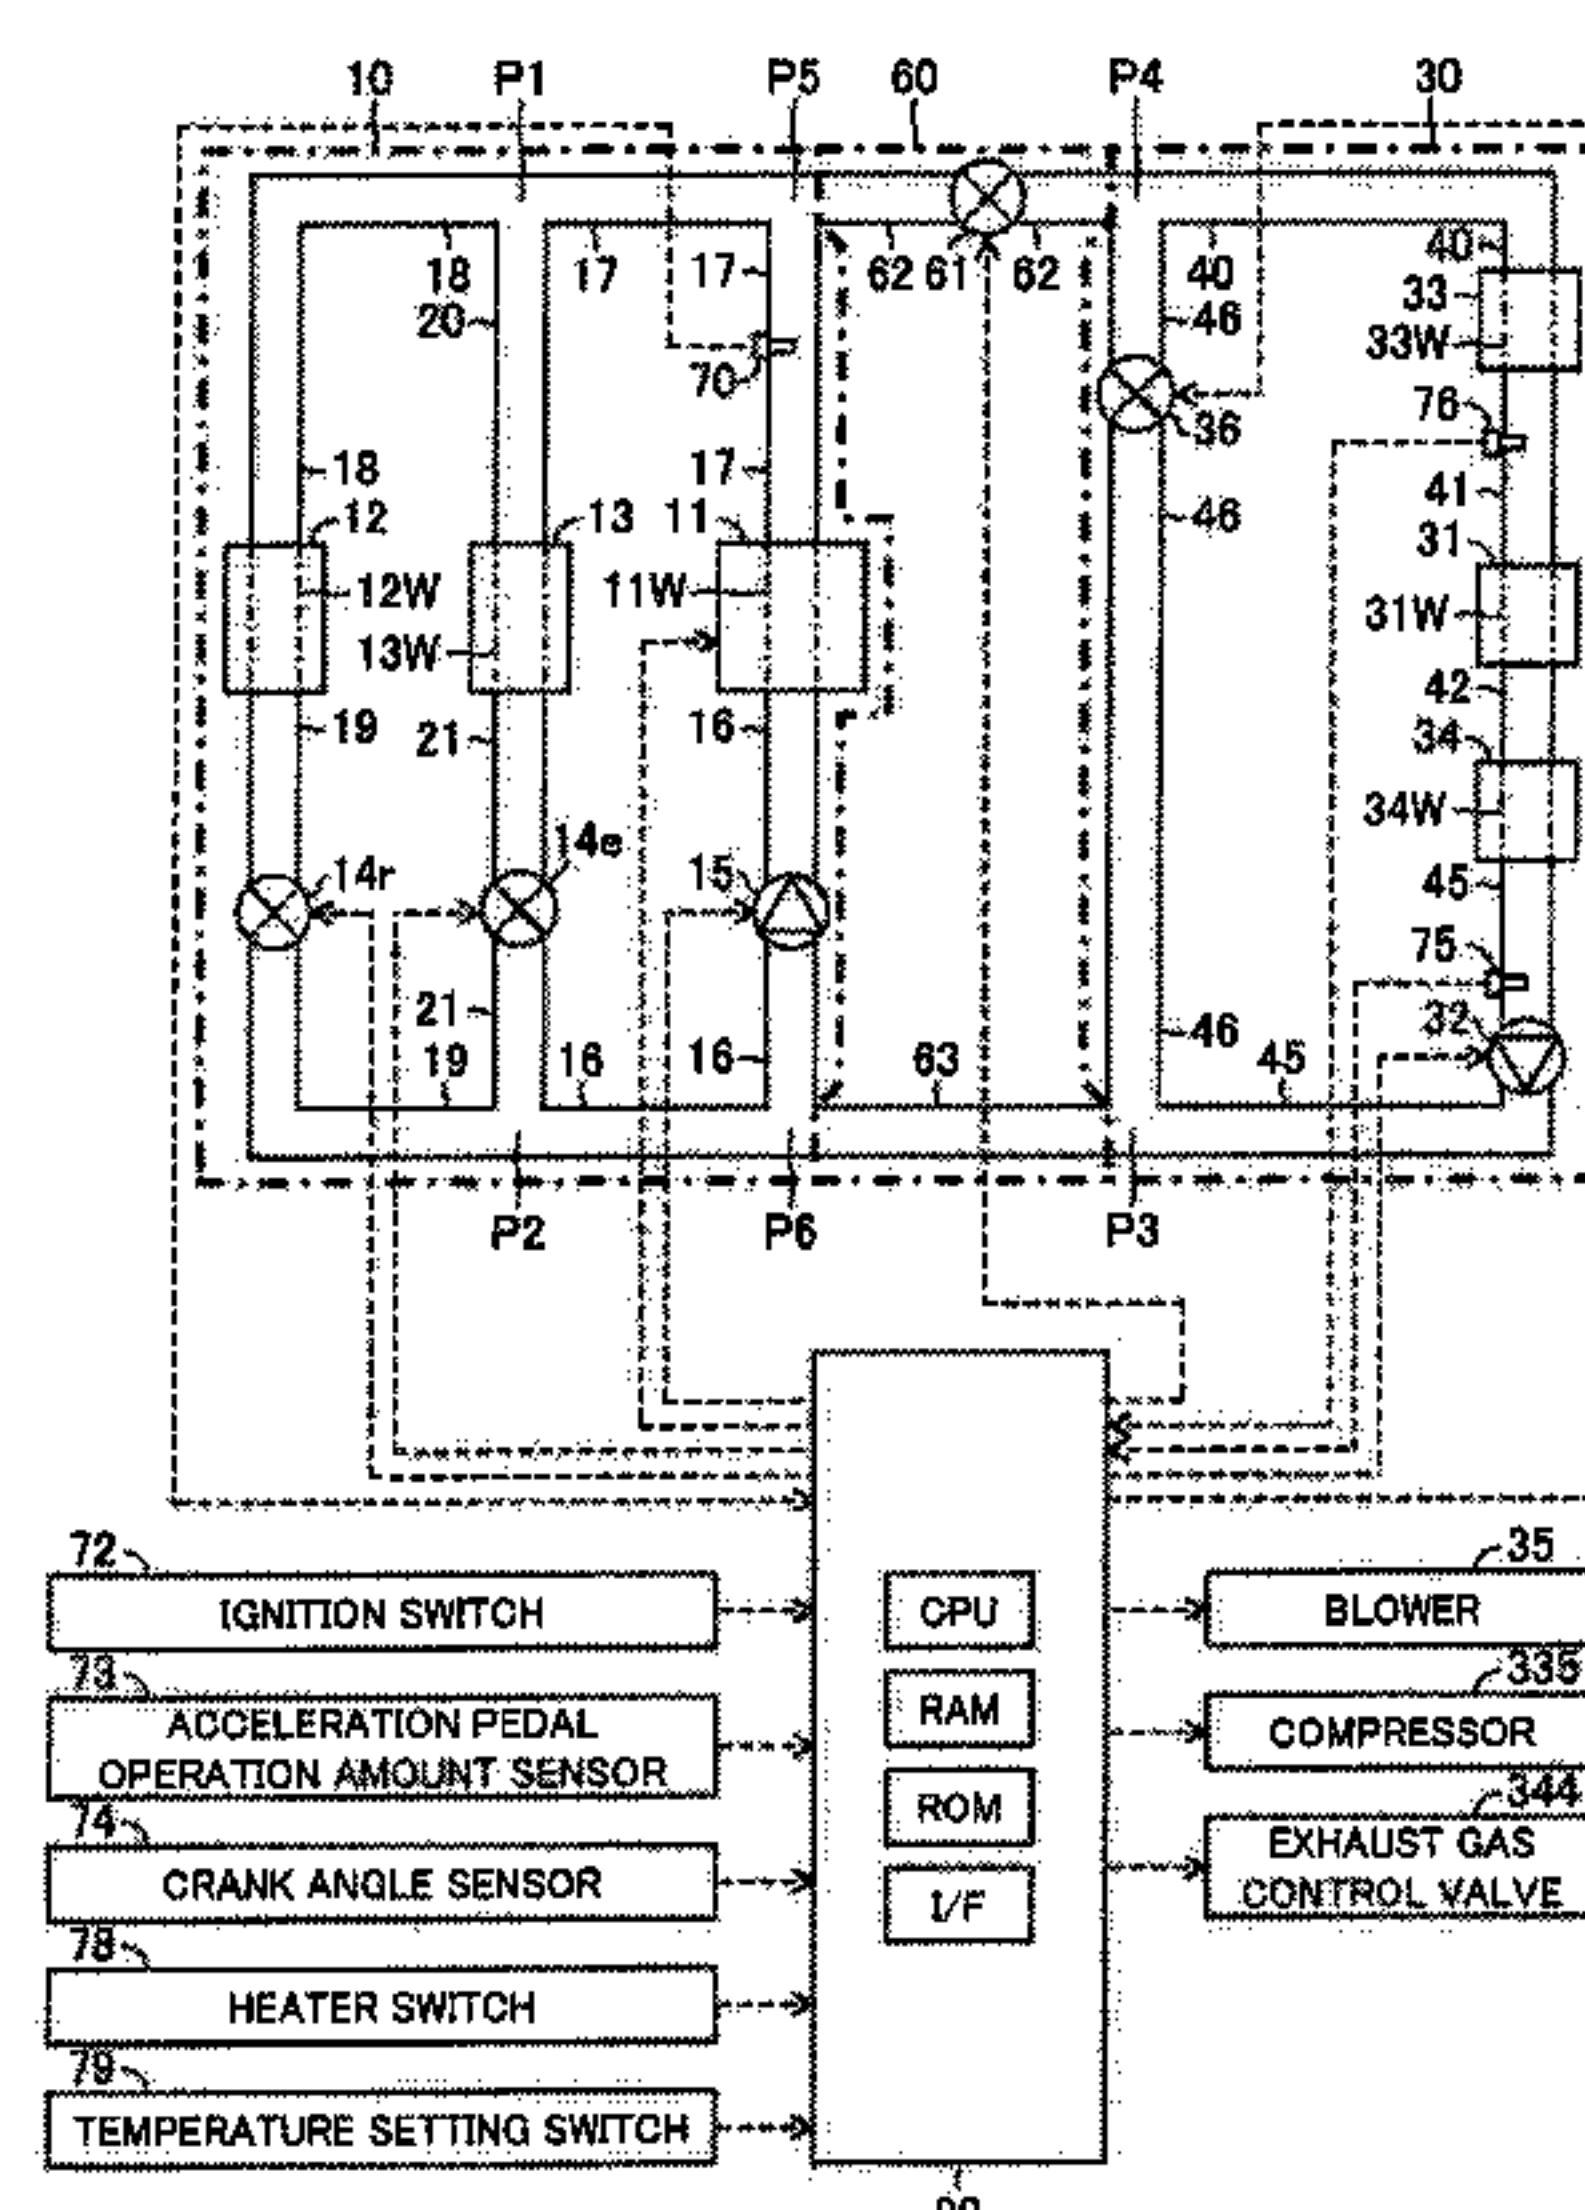 10 P1 P5 60 P4 30
18 17 17 62 61 62 40 40
20 33
46 33W
70 76
36
18 17 41
12 13 11 46 31
12W 11W 31W
13W
42
19 21 16 34
34W
14e
14r 15 45
75
21 32
19 16 16 63 46 45
P2 P6 P3
72 35
IGNITION SWITCH CPU BLOWER
73 335
ACCELERATION PEDAL
OPERATION AMOUNT SENSOR
RAM COMPRESSOR
74 344
ROM EXHAUST GAS
CONTROL VALVE
CRANK ANGLE SENSOR
I/F
78
HEATER SWITCH
79
TEMPERATURE SETTING SWITCH